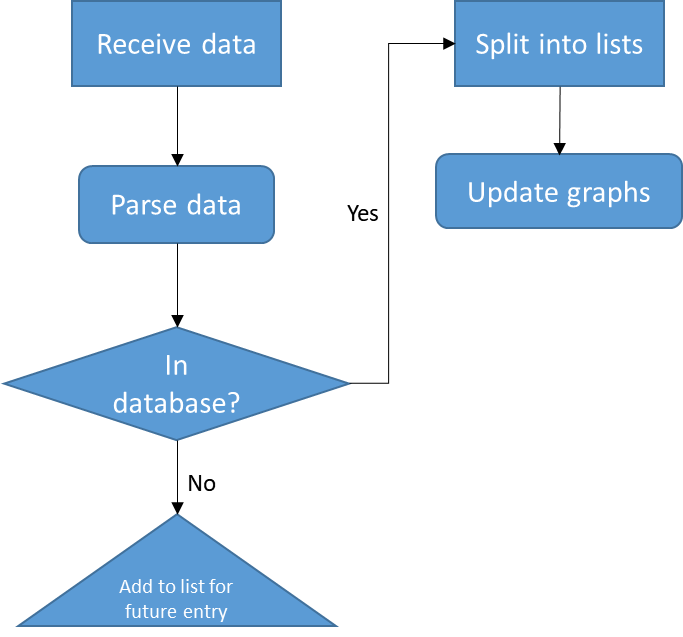 Receive data
Parse data
In
database?
No
Add to list for
future entry
Yes
Split into lists
Update graphs